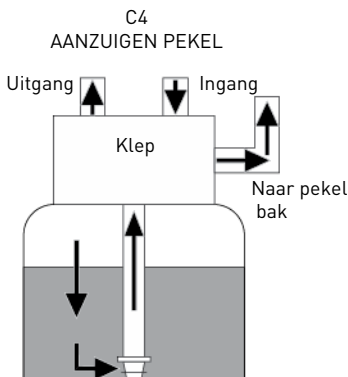 C4
AANZUIGEN PEKEL
Uitgang
Ingang
Klep
Naar pekel
bak